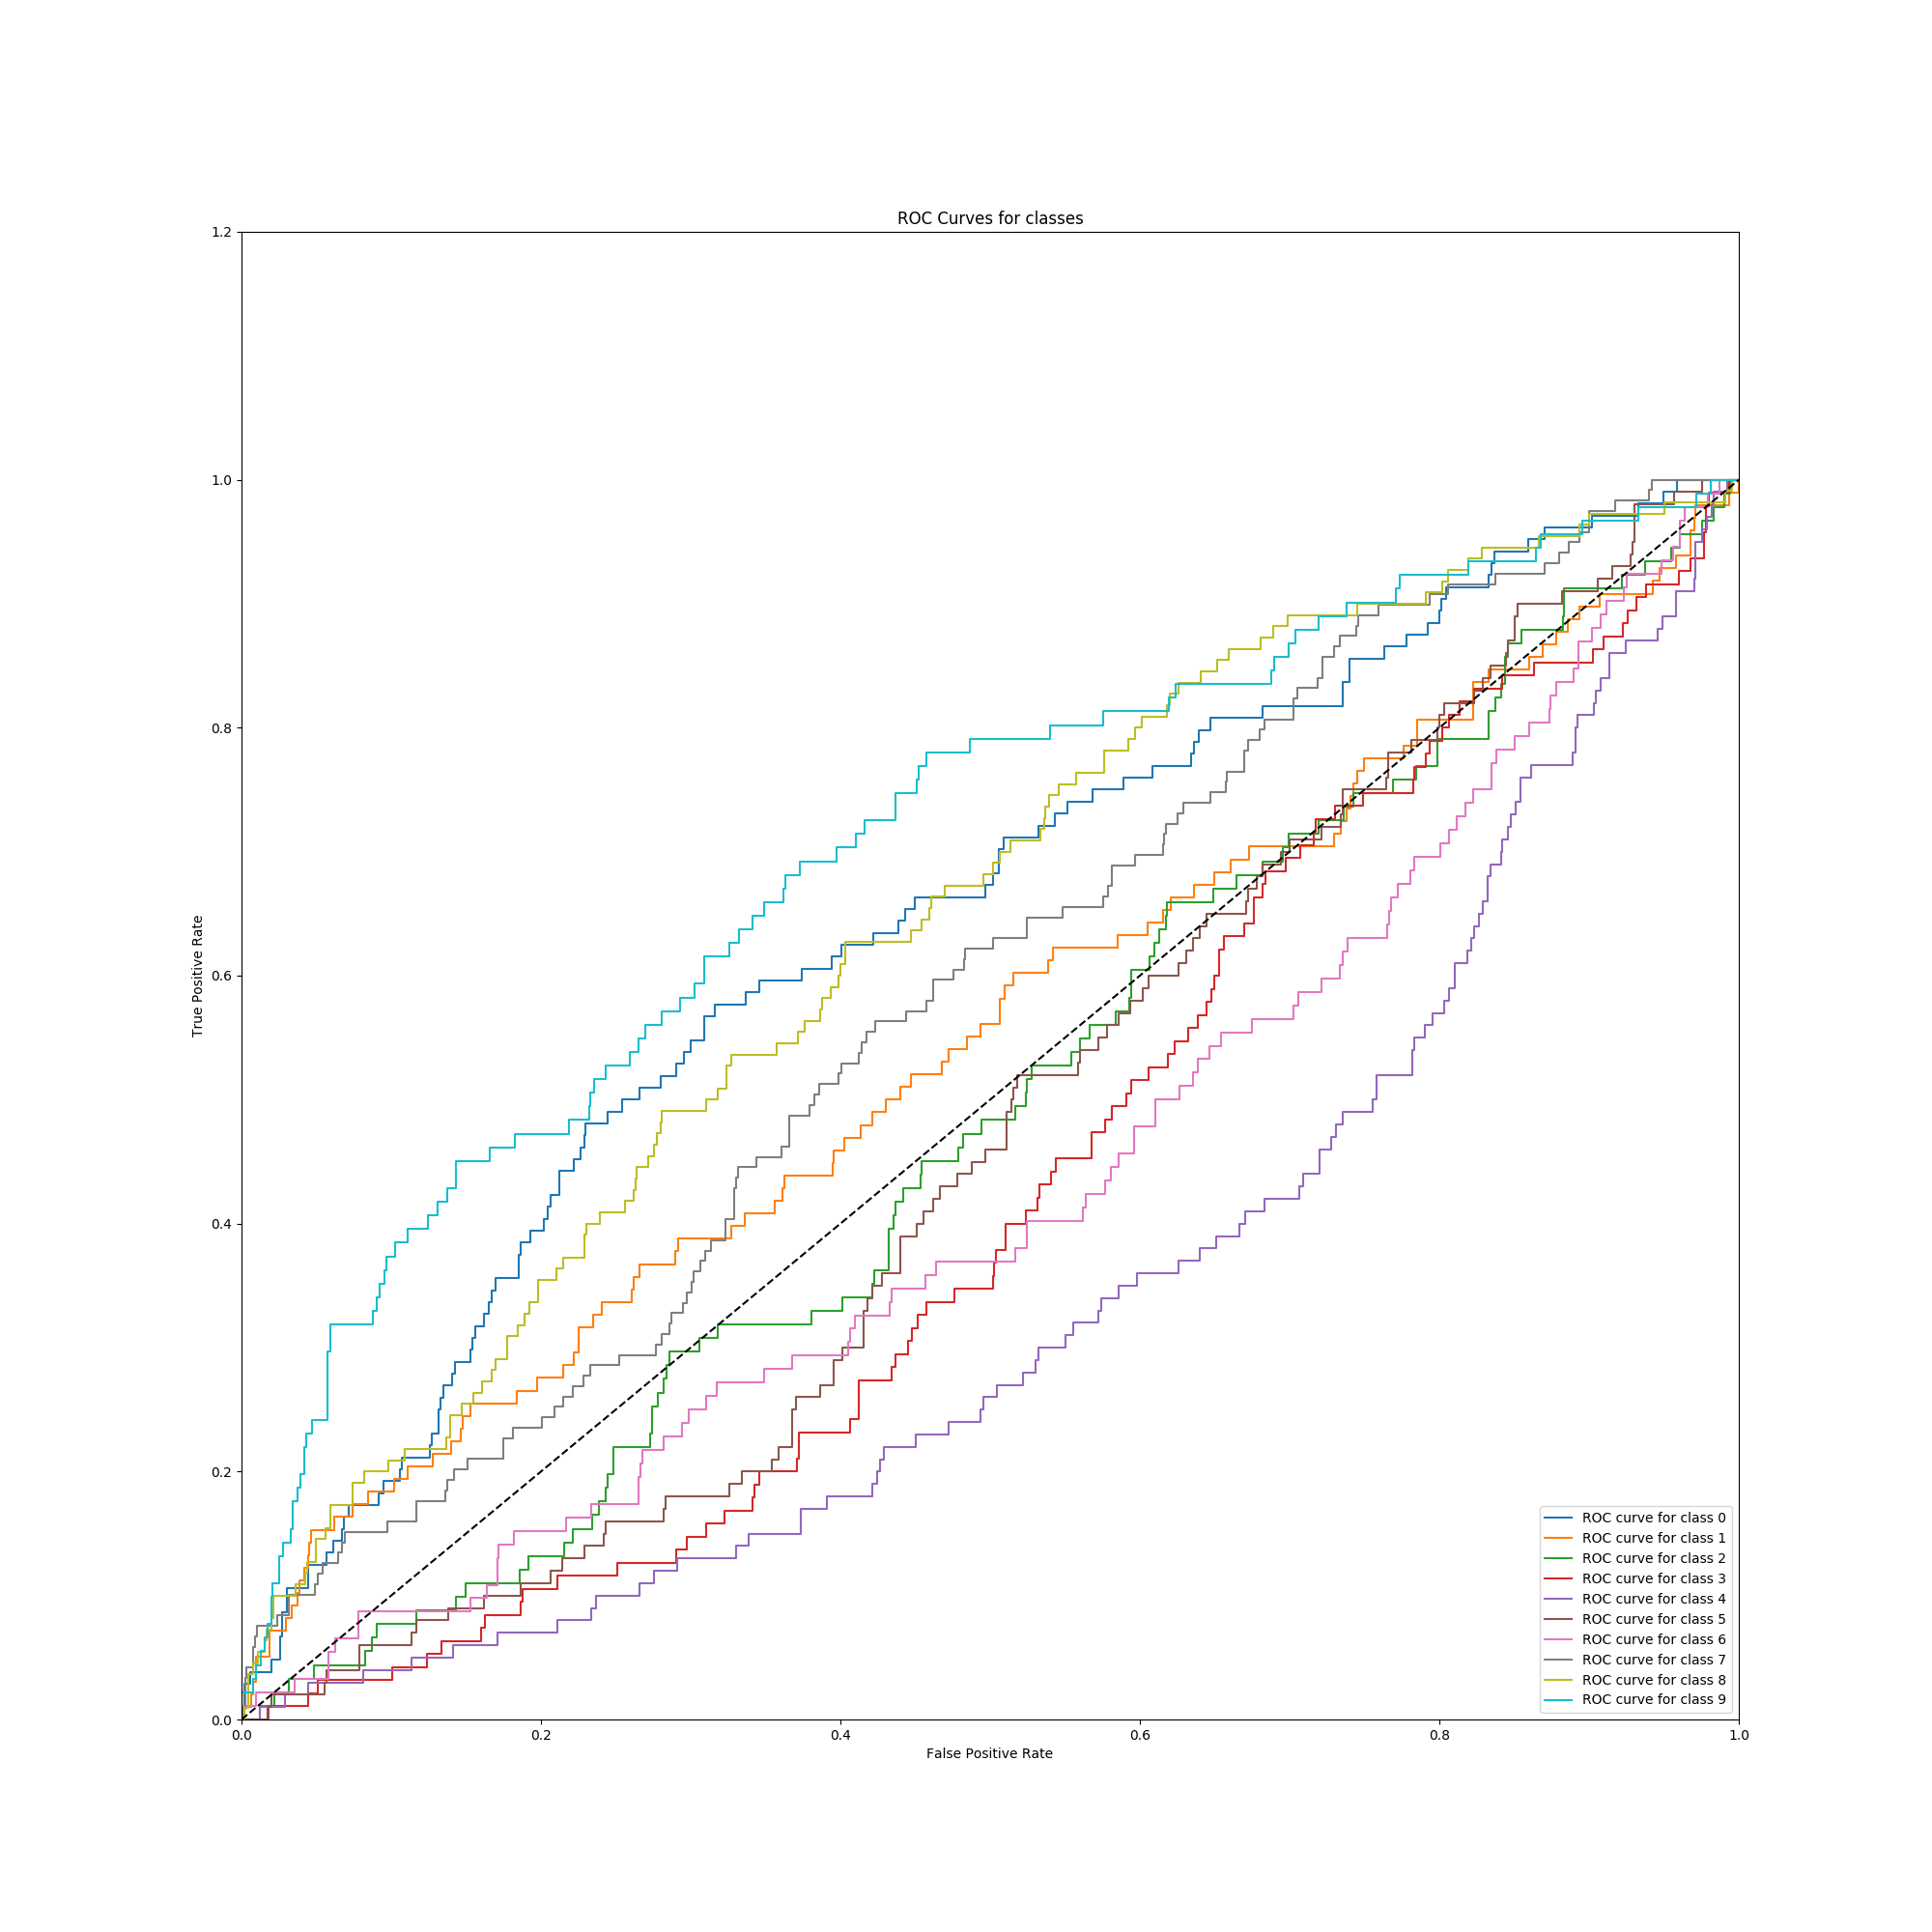 ROC Curves for classes
1.2
1.0
0.8
0.6
0.4
0.2
0.0
True Positive Rate
0.0 0.2 0.4 0.6 0.8 1.0
False Positive Rate
ROC curve for class 0
ROC curve for class 1
ROC curve for class 2
ROC curve for class 3
ROC curve for class 4
ROC curve for class 5
ROC curve for class 6
ROC curve for class 7
ROC curve for class 8
ROC curve for class 9